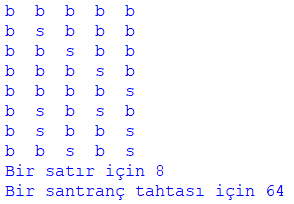 b b b b b
b s b b b
b b s b b
b b b s b
b b b b s
b s b s b
b s b b s
b b s b s
Bir satır için 8
Bir santranç tahtası için 64